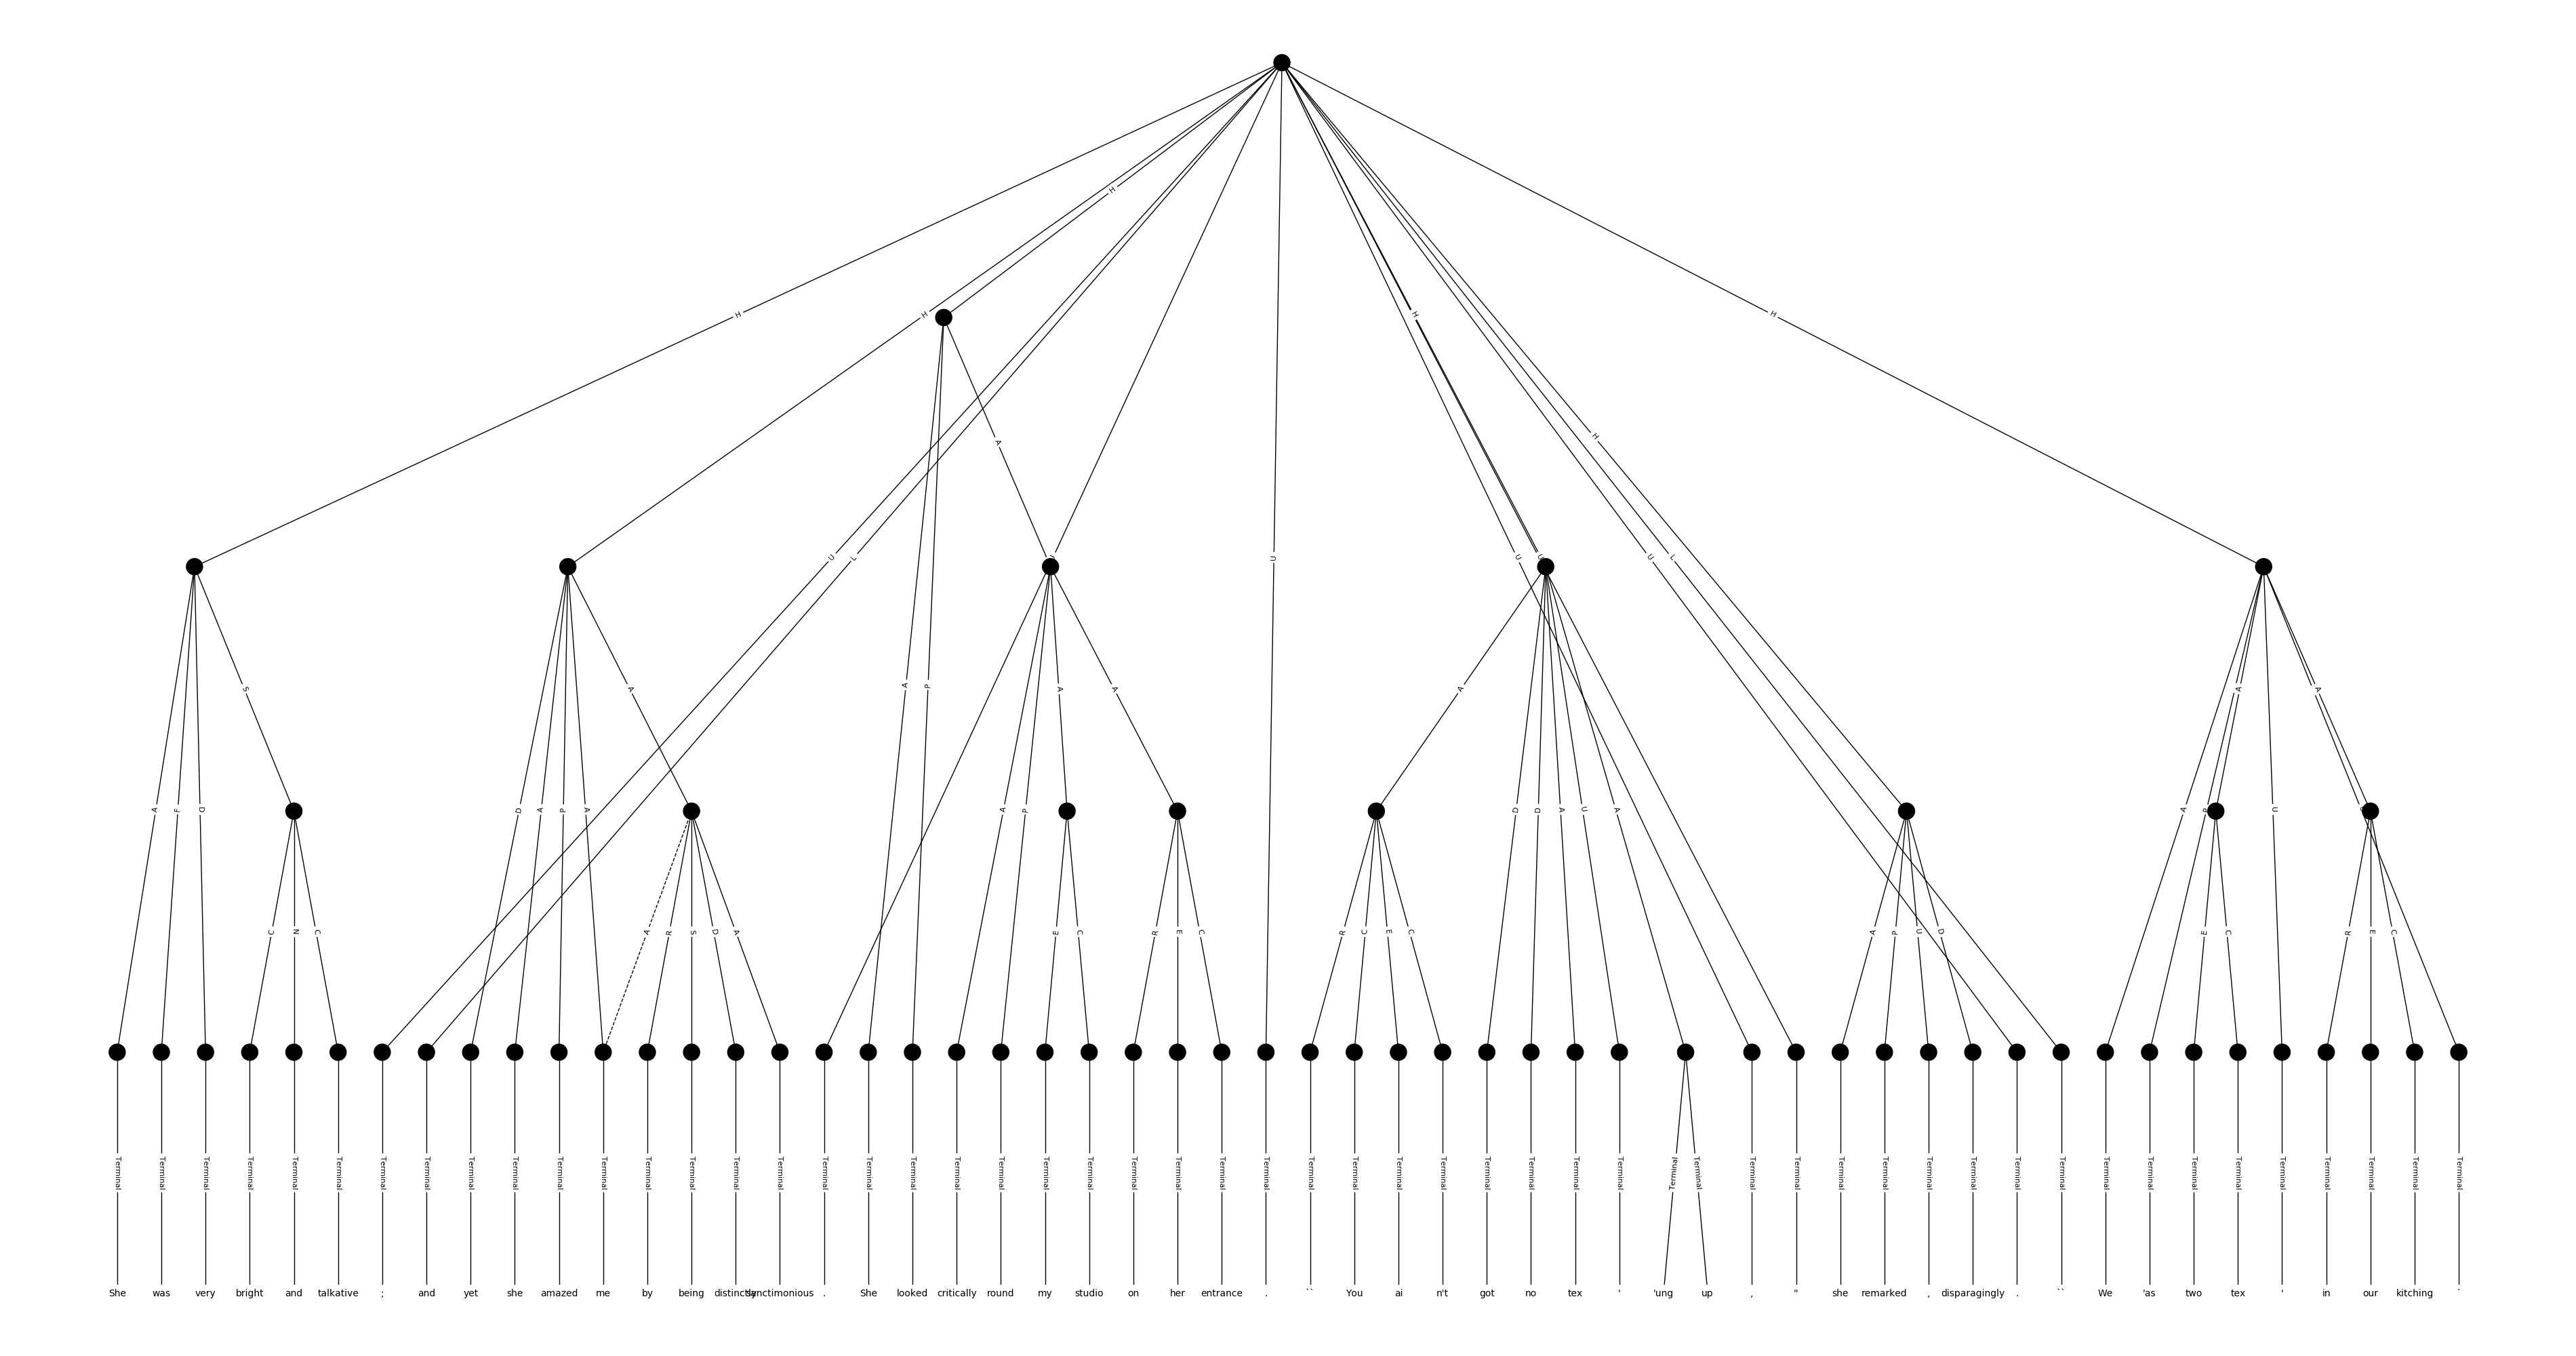 H
H
H H H H
A
H
U L U U U U U L
A P
S A A A A A A
A F D D A P A A P D D A U A A P U U
C N C A R S D A E C R E C R C E C A P U D E C R E C
Terminal Terminal Terminal Terminal Terminal Terminal Terminal Terminal Terminal Terminal Terminal Terminal Terminal Terminal Terminal Terminal Terminal Terminal Terminal Terminal Terminal Terminal Terminal Terminal Terminal Terminal Terminal Terminal Terminal Terminal Terminal Terminal Terminal Terminal Terminal Terminal Terminal Terminal Terminal Terminal Terminal Terminal Terminal Terminal Terminal Terminal Terminal Terminal Terminal Terminal Terminal Terminal Terminal Terminal
She was very bright and talkative ; and yet she amazed me by being distinctly sanctimonious . She looked critically round my studio on her entrance . `` You ai n't got no tex ' 'ung up , " she remarked , disparagingly . `` We 'as two tex ' in our kitching .